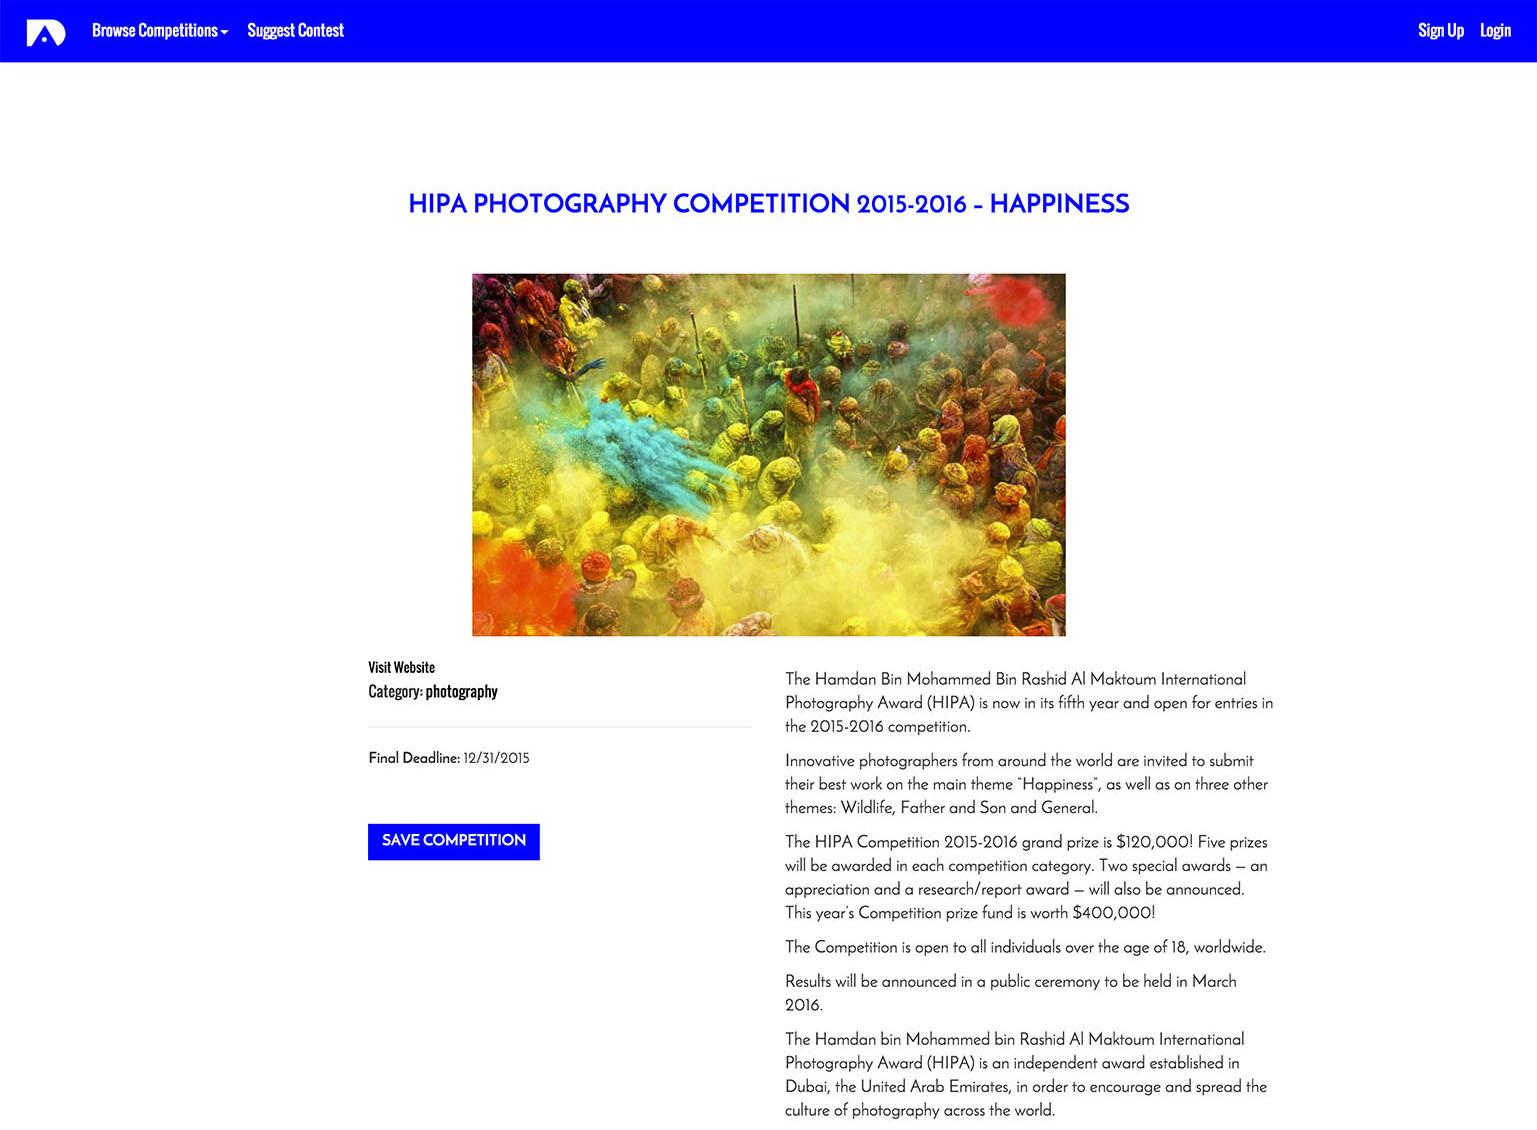 Browse Competitions
Suggest Contest
Sign Up
Login
HIPA PHOTOGRAPHY COMPETITION 2015-2016 – HAPPINESS
Visit Website
Category: photography
Final Deadline: 12/31/2015
SAVE COMPETITION
The Hamdan Bin Mohammed Bin Rashid Al Maktoum International
Photography Award (HIPA) is now in its fifth year and open for entries in
the 2015-2016 competition.
Innovative photographers from around the world are invited to submit
their best work on the main theme "Happiness", as well as on three other
themes: Wildlife, Father and Son and General.
The HIPA Competition 2015-2016 grand prize is $120,000! Five prizes
will be awarded in each competition category. Two special awards – an
appreciation and a research/report award – will also be announced.
This year's Competition prize fund is worth $400,000!
The Competition is open to all individuals over the age of 18, worldwide.
Results will be announced in a public ceremony to be held in March
2016.
The Hamdan bin Mohammed bin Rashid Al Maktoum International
Photography Award (HIPA) is an independent award established in
Dubai, the United Arab Emirates, in order to encourage and spread the
culture of photography across the world.